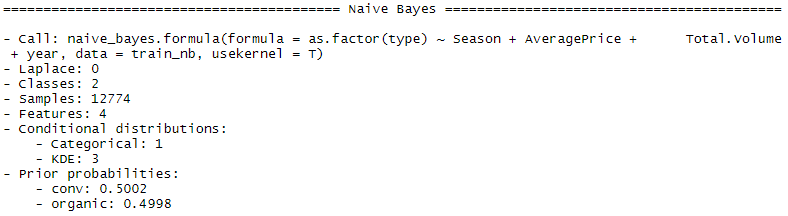 =========================================== Naive Bayes ===========================================
- Call: naive_bayes.formula(formula = as.factor(type) ~ Season + AveragePrice +      Total.Volume
 + year, data = train_nb, usekernel = T)
- Laplace: 0
- Classes: 2
- Samples: 12774
- Features: 4
- Conditional distributions:
    - Categorical: 1
    - KDE: 3
- Prior probabilities:
    - conv: 0.5002
    - organic: 0.4998